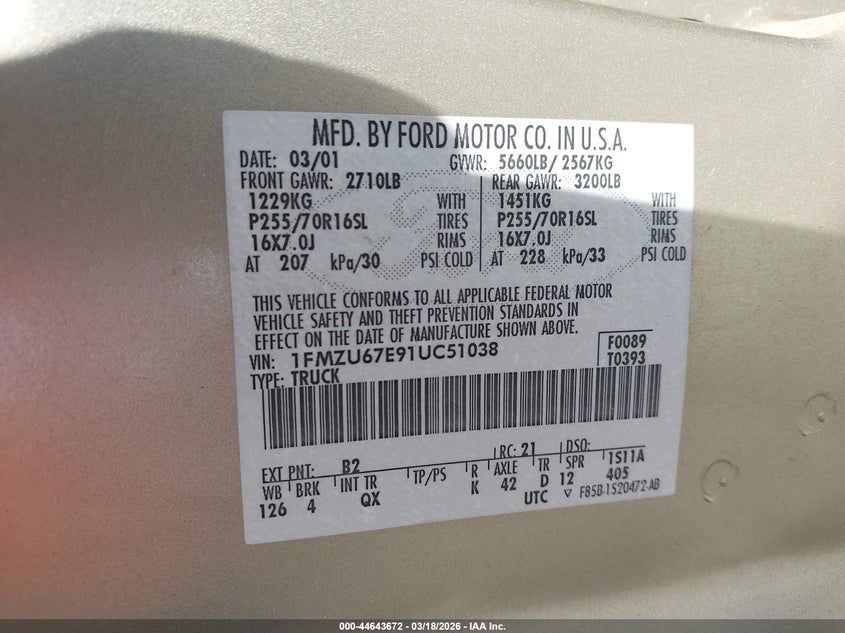 MFD. BY FORD MOTOR CO. IN U.S.A.
DATE: 03/01 GVWR: 5660LB/ 2567KG
FRONT GAWR: 2710LB REAR GAWR: 3200LB
1229KG WITH 1451KG WITH
P255/70R16SL TIRES P255/70R16SL TIRES
16X7.0J RIMS 16X7.0J RIMS
AT 207 kPa/30 PSI COLD AT 228 kPa/33 PSI COLD
THIS VEHICLE CONFORMS TO ALL APPLICABLE FEDERAL MOTOR
VEHICLE SAFETY AND THEFT PREVENTION STANDARDS IN
EFFECT ON THE DATE OF MANUFACTURE SHOWN ABOVE.
VIN: 1FMZU67E91UC51038 F0089
TYPE: TRUCK T0393
EXT PNT: B2 RC: 21 DSO:
WB BRK INT TR TP/PS R AXLE TR SPR 1S11A
126 4 QX K 42 D 12 405
UTC ▽ F85B-1520472-AB
000-44643672 | 03/18/2026 - IAA Inc.